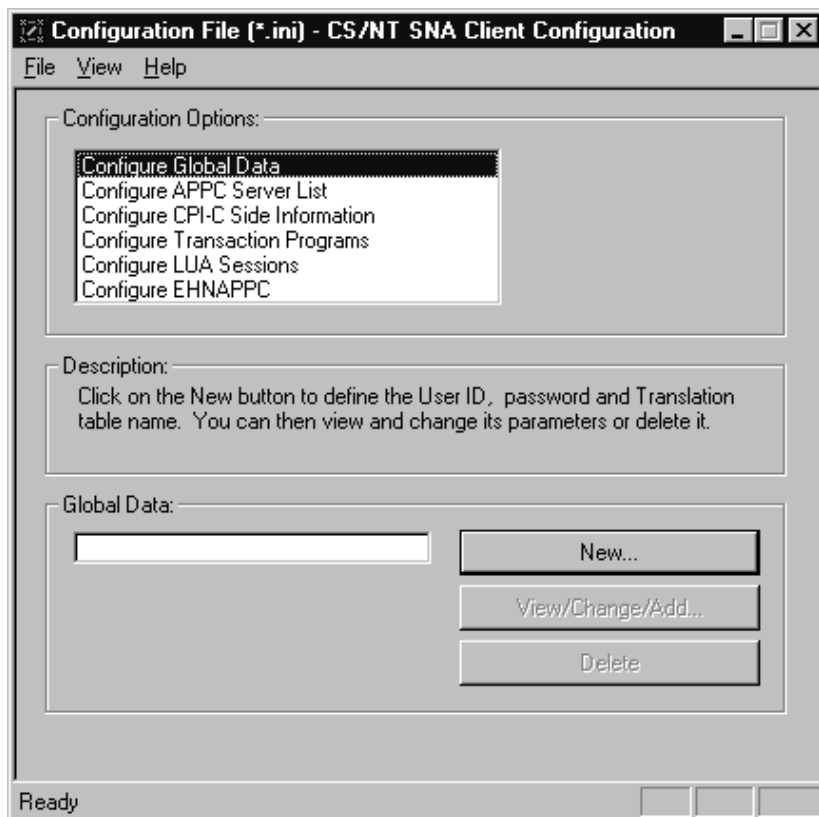 Configuration File (*.ini) - CS/NT SNA Client Configuration
File View Help
Configuration Options:
Configure Global Data
Configure APPC Server List
Configure CPI-C Side Information
Configure Transaction Programs
Configure LUA Sessions
Configure EHNAPPC
Description:
Click on the New button to define the User ID, password and Translation
table name. You can then view and change its parameters or delete it.
Global Data:
New...
View/Change/Add...
Delete
Ready